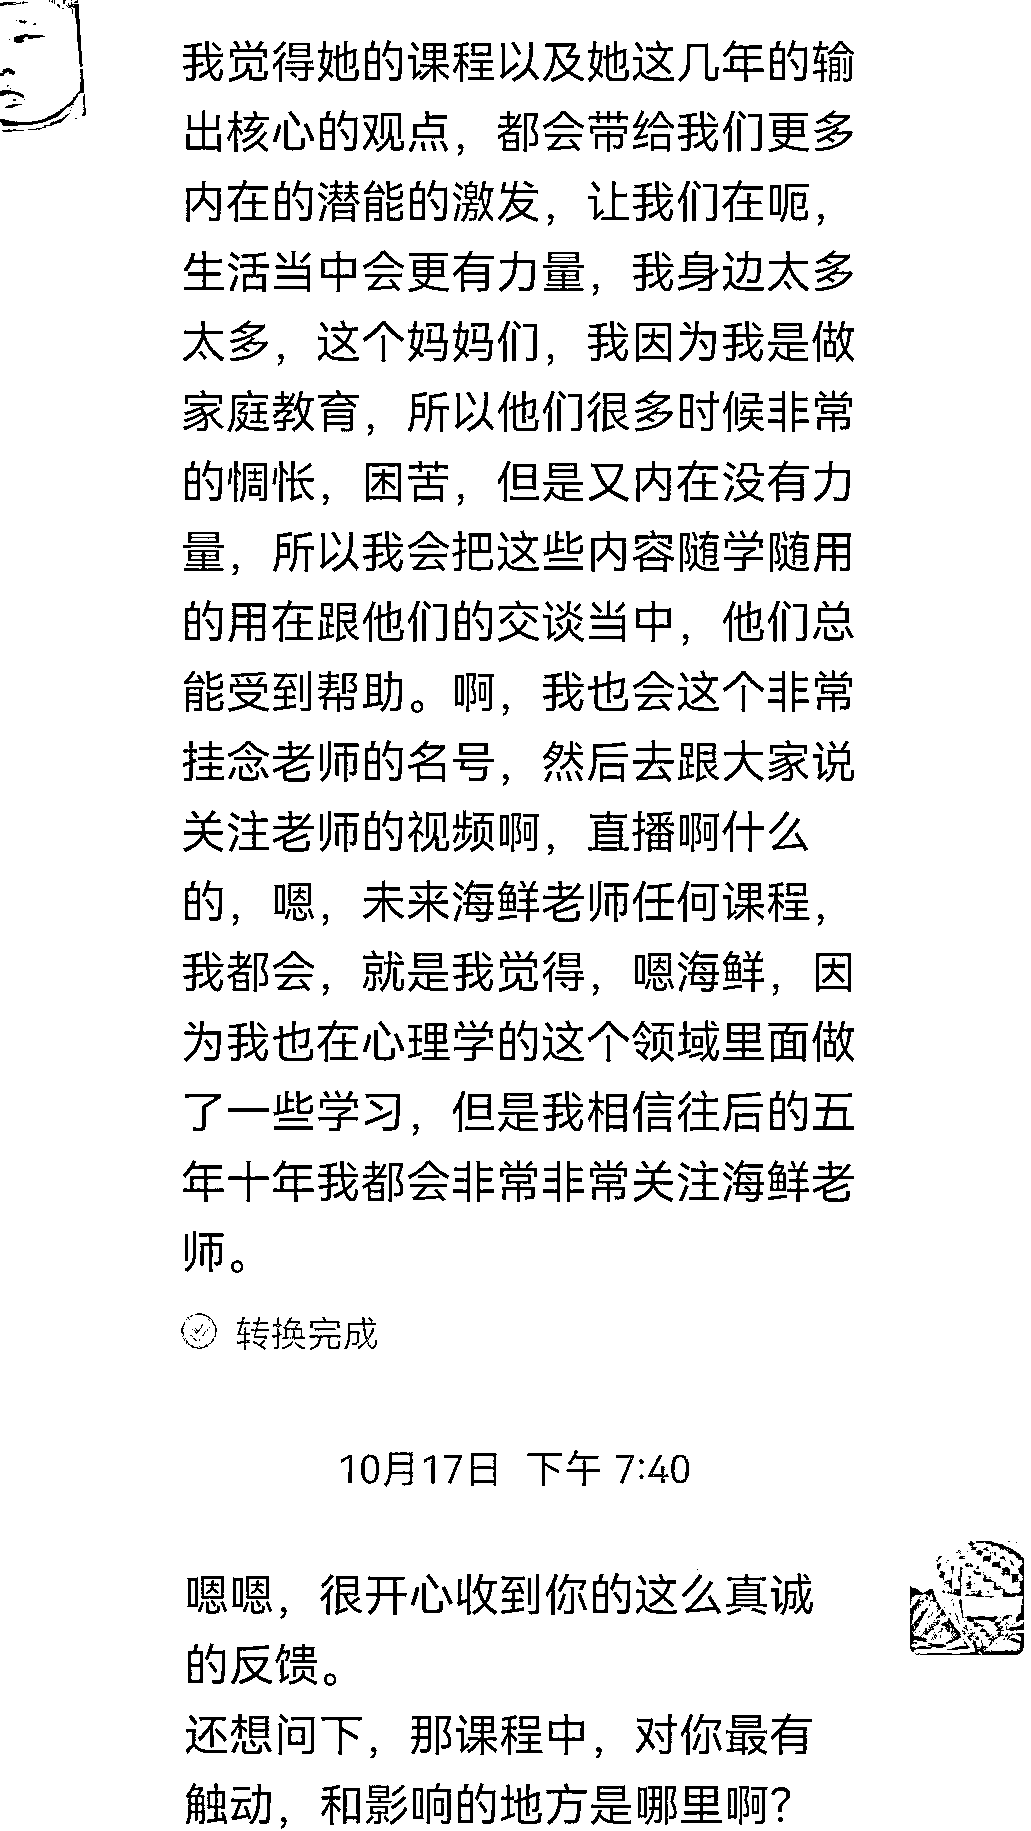 我觉得她的课程以及她这几年的输
出核心的观点，都会带给我们更多
内在的潜能的激发，让我们在呃，
生活当中会更有力量，我身边太多
太多，这个妈妈们，我因为我是做
家庭教育，所以他们很多时候非常
的惆怅，困苦，但是又内在没有力
量，所以我会把这些内容随学随用
的用在跟他们的交谈当中，他们总
能受到帮助。啊，我也会这个非常
挂念老师的名号，然后去跟大家说
关注老师的视频啊，直播啊什么
的，嗯，未来海鲜老师任何课程，
我都会，就是我觉得，嗯海鲜，因
为我也在心理学的这个领域里面做
了一些学习，但是我相信往后的五
年十年我都会非常非常关注海鲜老
师。
转换完成
10月17日 下午 7:40
嗯嗯，很开心收到你的这么真诚
的反馈。
还想问下，那课程中，对你最有
触动，和影响的地方是哪里啊？